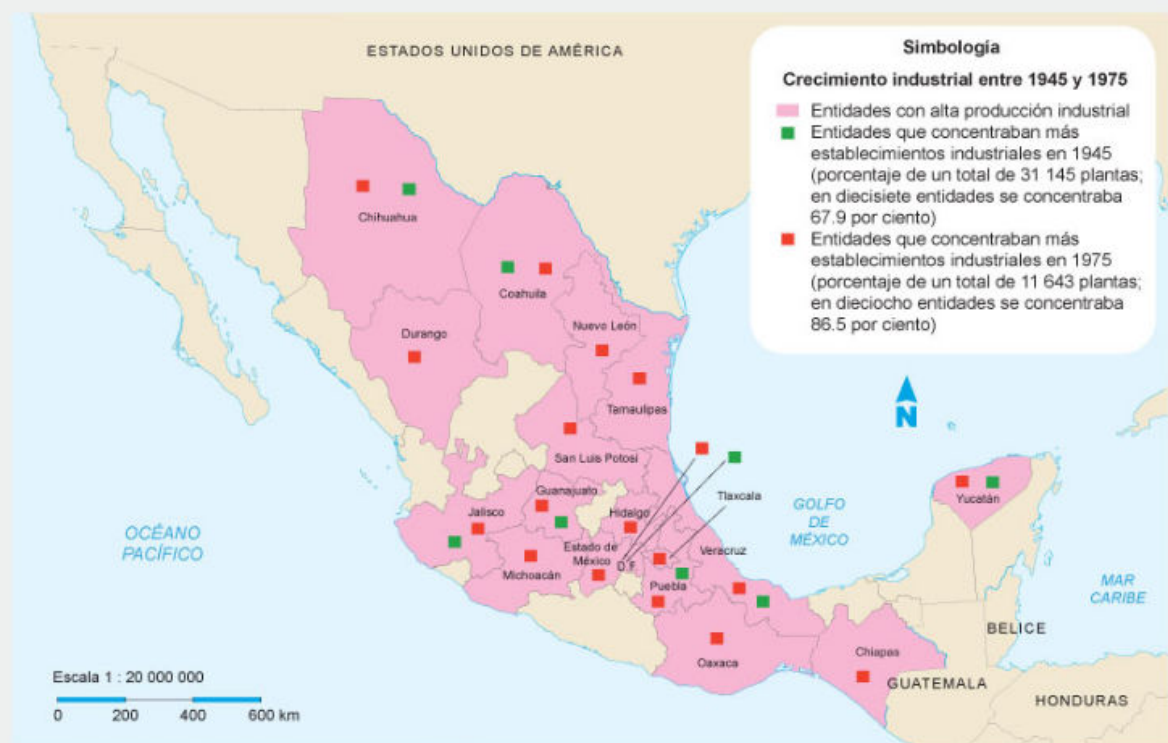 ESTADOS UNIDOS DE AMÉRICA
Simbología
Crecimiento industrial entre 1945 y 1975
Entidades con alta producción industrial
Entidades que concentraban más
establecimientos industriales en 1945
(porcentaje de un total de 31 145 plantas;
en diecisiete entidades se concentraba
67.9 por ciento)
Entidades que concentraban más
establecimientos industriales en 1975
(porcentaje de un total de 11 643 plantas;
en dieciocho entidades se concentraba
86.5 por ciento)
Chihuahua
Coahuila
Nuevo León
Durango
Tamaulipas
N
San Luis Potosí
Guanajuato
Tlaxcala
Yucatán
Jalisco
Hidalgo
GOLFO
DE
MÉXICO
OCÉANO
PACÍFICO
Estado de
México
D.F.
Veracruz
Michoacán
Puebla
MAR
CARIBE
BELICE
Oaxaca
Chiapas
GUATEMALA
HONDURAS
Escala 1 : 20 000 000
0 200 400 600 km